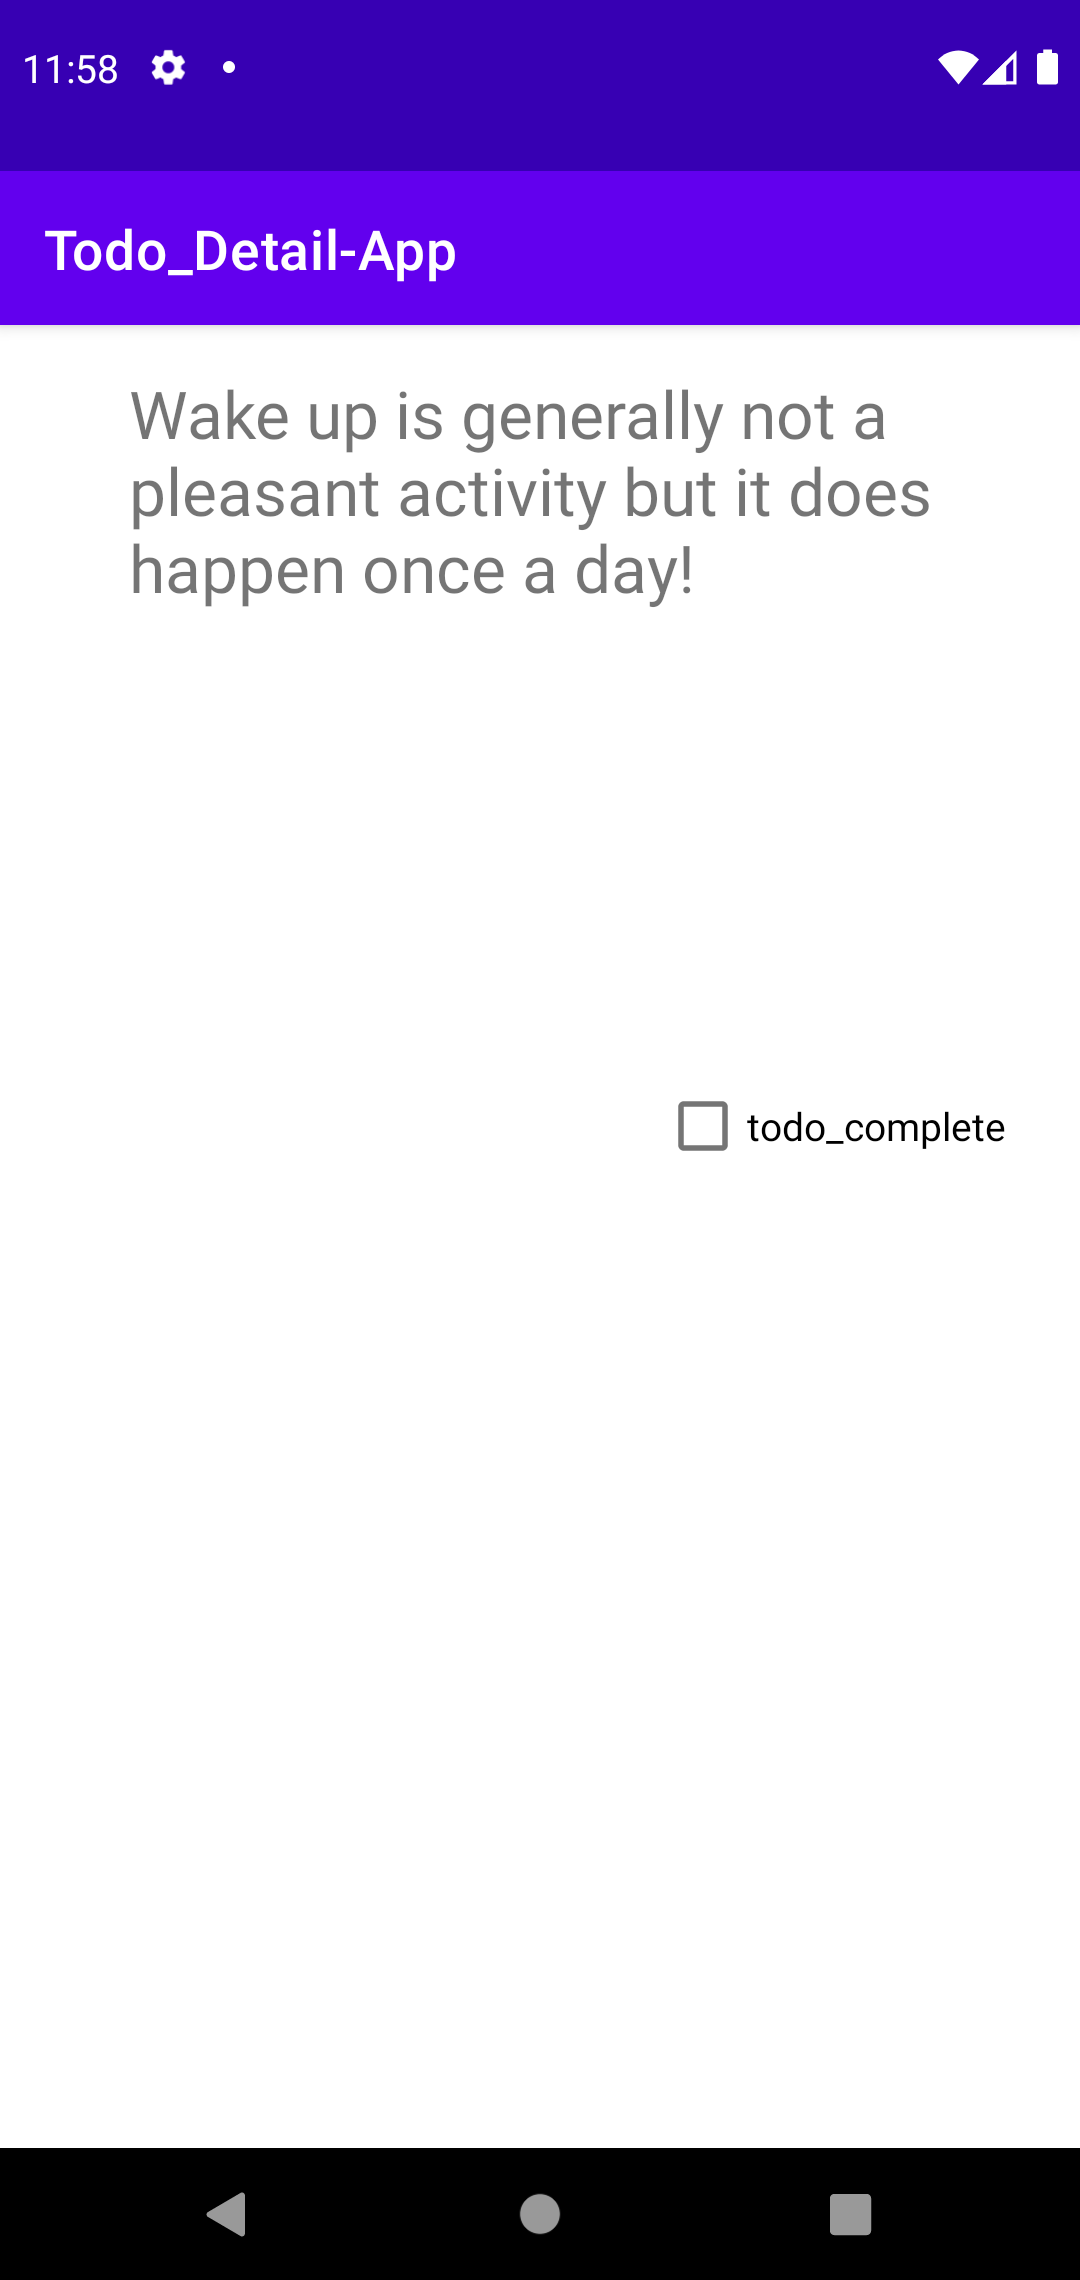 11:58
Todo_Detail-App
Wake up is generally not a
pleasant activity but it does
happen once a day!
todo_complete